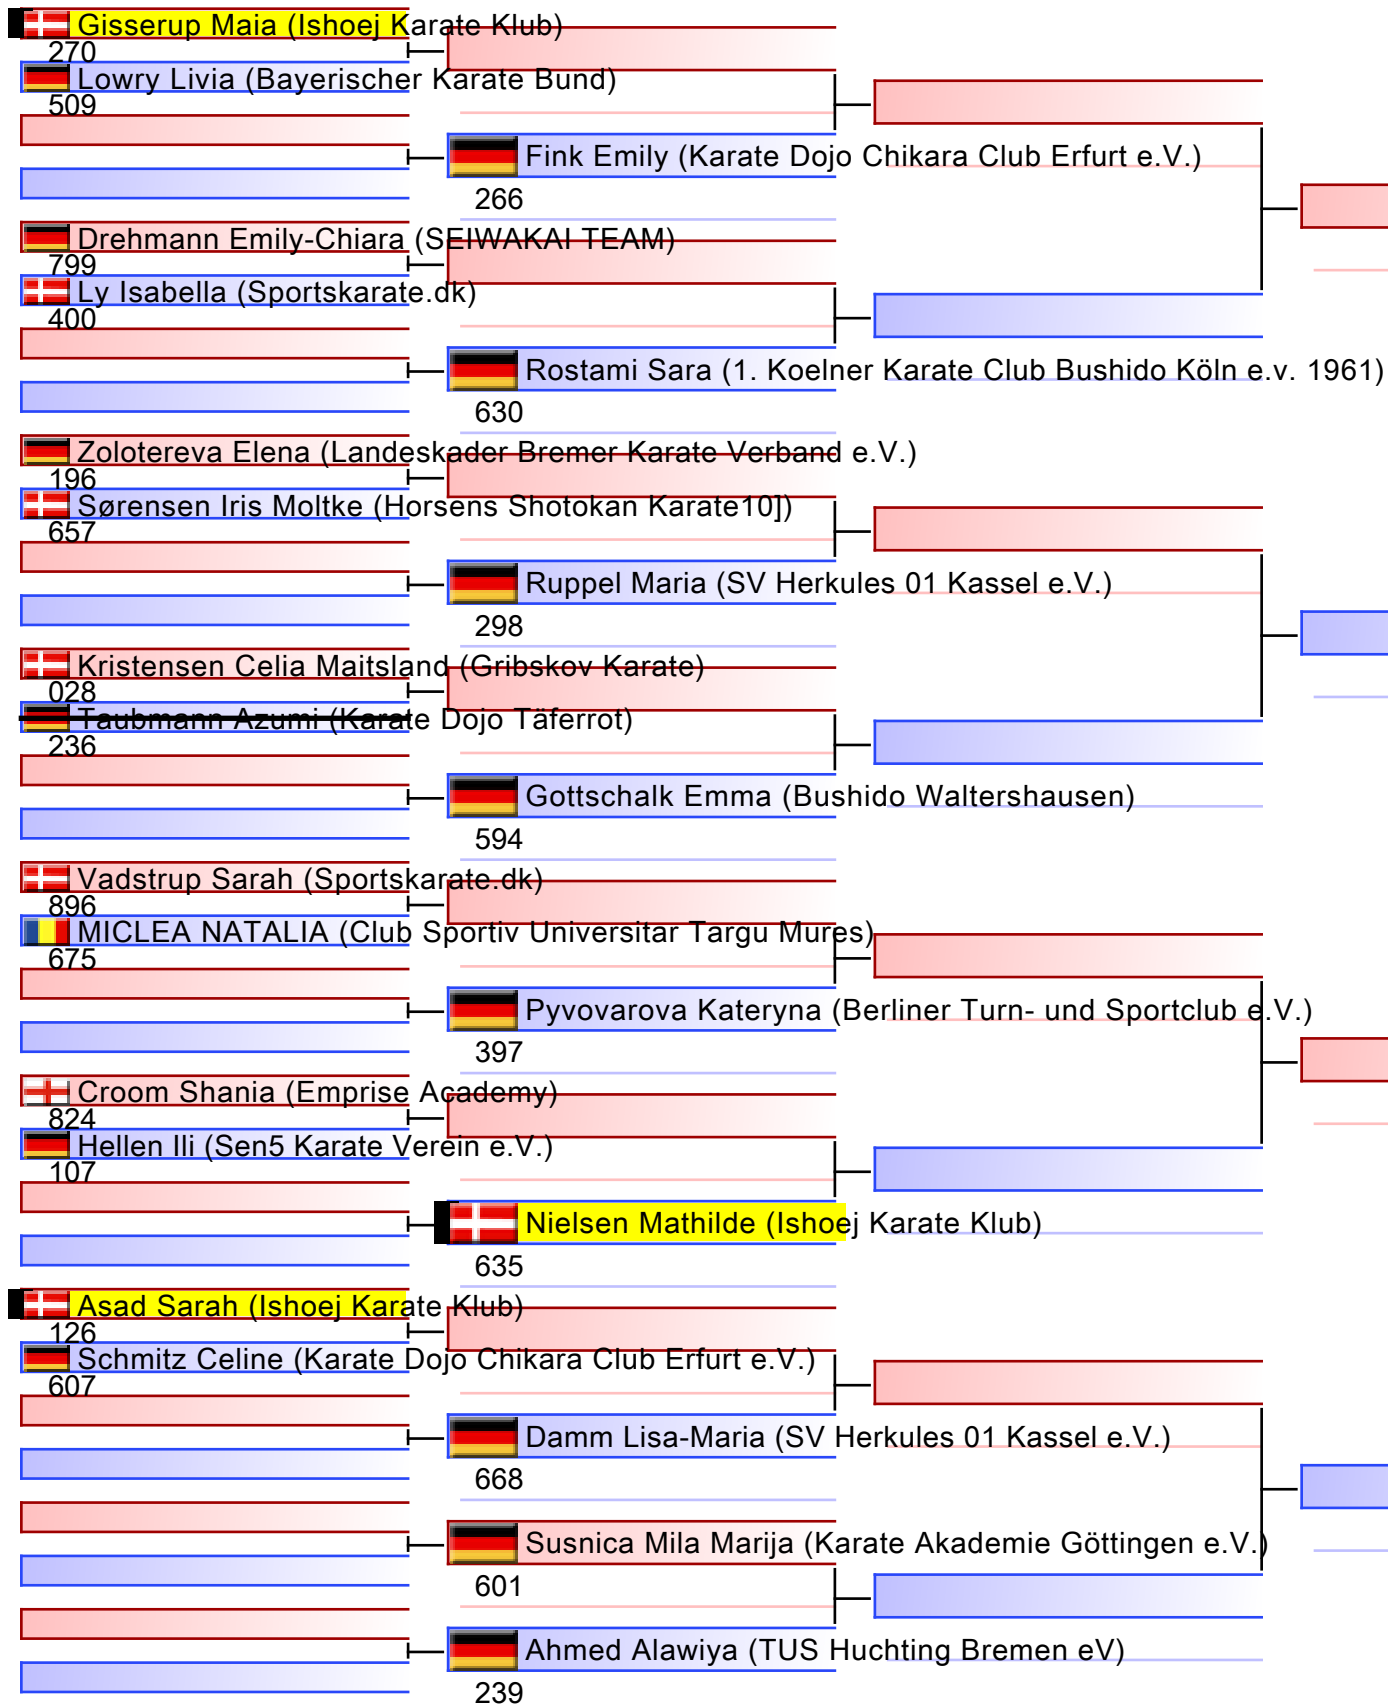 Gisserup Maia (Ishoej Karate Klub)
270
Lowry Livia (Bayerischer Karate Bund)
509
Fink Emily (Karate Dojo Chikara Club Erfurt e.V.)
266
Drehmann Emily-Chiara (SEIWAKAI TEAM)
799
Ly Isabella (Sportskarate.dk)
400
Rostami Sara (1. Koelner Karate Club Bushido Köln e.v. 1961)
630
Zolotereva Elena (Landeskader Bremer Karate Verband e.V.)
196
Sørensen Iris Moltke (Horsens Shotokan Karate10])
657
Ruppel Maria (SV Herkules 01 Kassel e.V.)
298
Kristensen Celia Maitsland (Gribskov Karate)
028
Taubmann Azumi (Karate Dojo Täferrot)
236
Gottschalk Emma (Bushido Waltershausen)
594
Vadstrup Sarah (Sportskarate.dk)
896
MICLEA NATALIA (Club Sportiv Universitar Targu Mures)
675
Pyvovarova Kateryna (Berliner Turn- und Sportclub e.V.)
397
Croom Shania (Emprise Academy)
824
Hellen Ili (Sen5 Karate Verein e.V.)
107
Nielsen Mathilde (Ishoej Karate Klub)
635
Asad Sarah (Ishoej Karate Klub)
126
Schmitz Celine (Karate Dojo Chikara Club Erfurt e.V.)
607
Damm Lisa-Maria (SV Herkules 01 Kassel e.V.)
668
Susnica Mila Marija (Karate Akademie Göttingen e.V.)
601
Ahmed Alawiya (TUS Huchting Bremen eV)
239